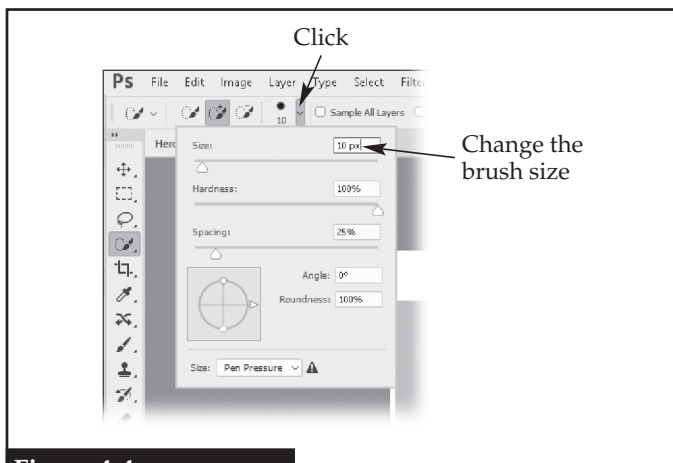 Click
Ps File Edit Image Layer Type Select Filter
10 Sample All Layers
Size: 10 px
Change the
brush size
Hardness: 100%
Spacing: 25%
Angle: 0°
Roundness: 100%
Size: Pen Pressure